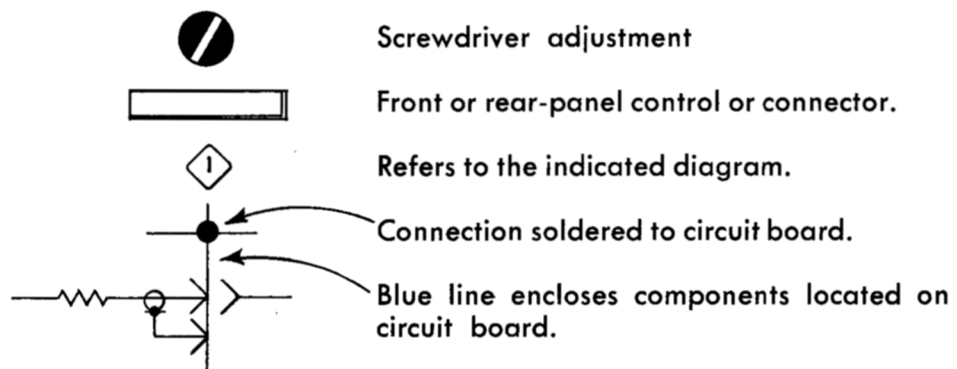 Screwdriver adjustment
Front or rear-panel control or connector.
1
Refers to the indicated diagram.
Connection soldered to circuit board.
Blue line encloses components located on
circuit board.